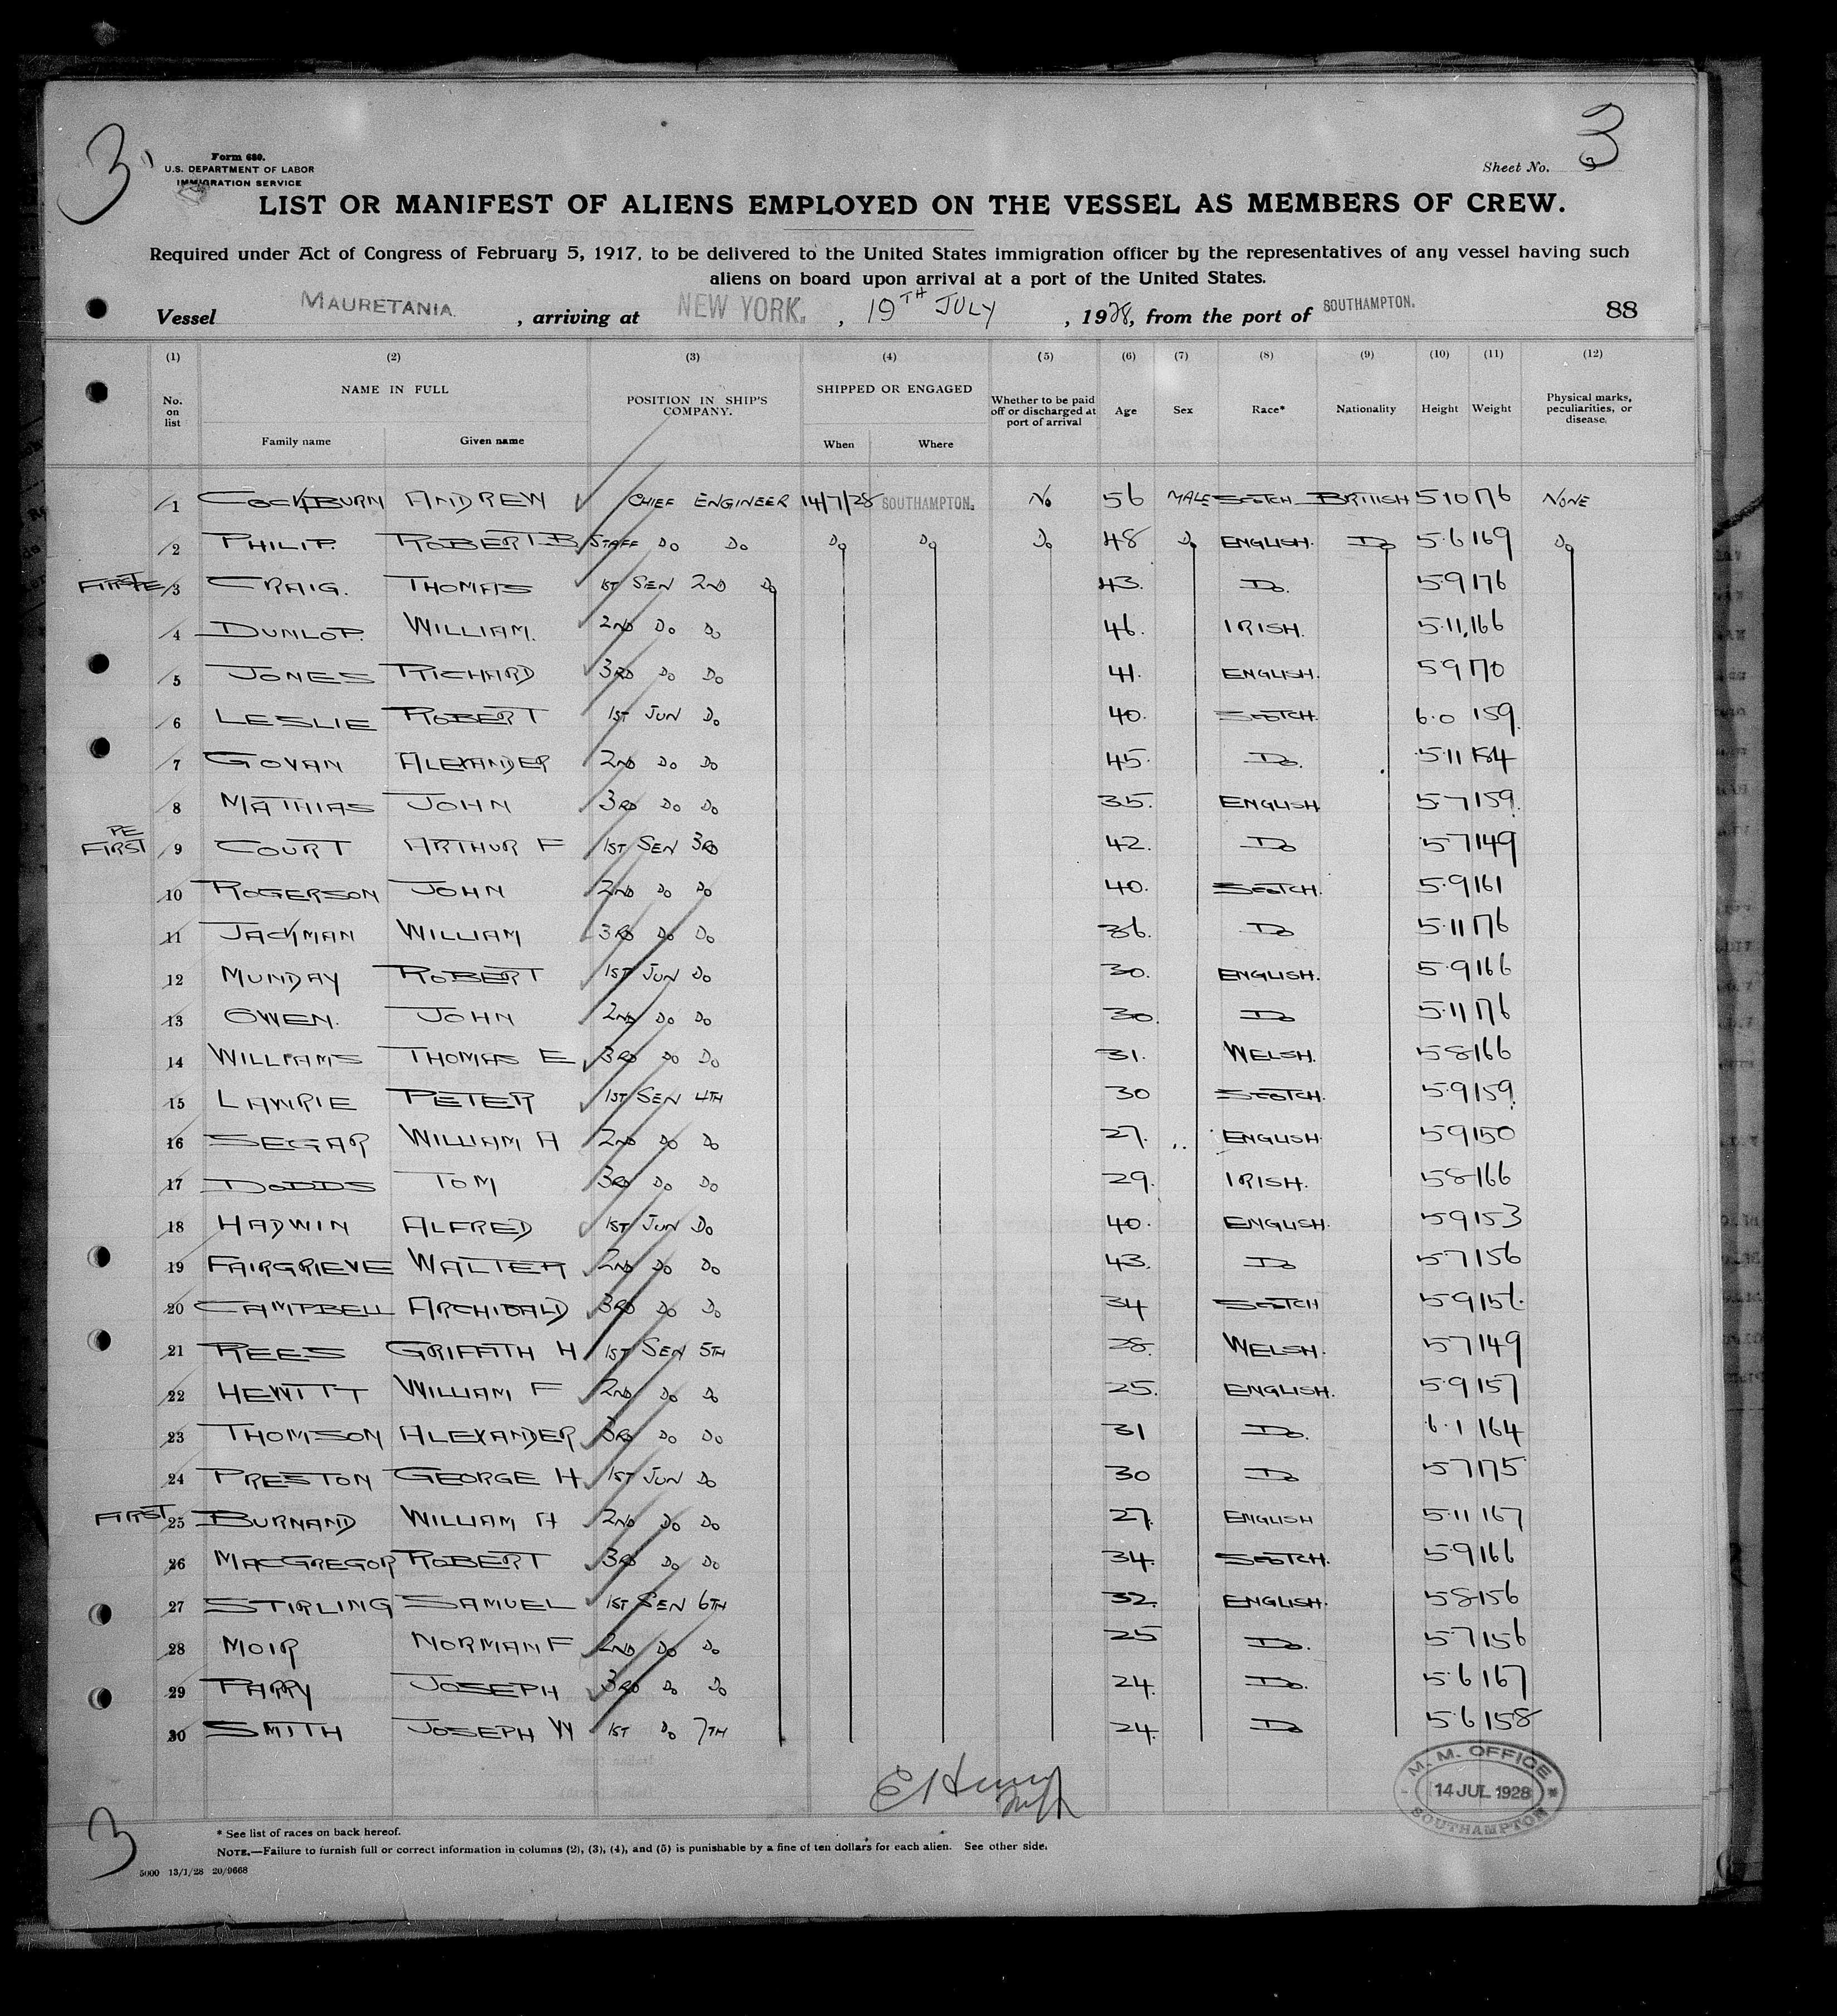 3
3
Form 680.
U.S. DEPARTMENT OF LABOR
IMMIGRATION SERVICE
Sheet No. 3
LIST OR MANIFEST OF ALIENS EMPLOYED ON THE VESSEL AS MEMBERS OF CREW.
Required under Act of Congress of February 5, 1917, to be delivered to the United States immigration officer by the representatives of any vessel having such
aliens on board upon arrival at a port of the United States.
Vessel MAURETANIA. , arriving at NEW YORK. , 19TH JULY , 1928, from the port of SOUTHAMPTON. 88
(1) (2) (3) (4) (5) (6) (7) (8) (9) (10) (11) (12)
No. on list NAME IN FULL Family name Given name POSITION IN SHIP'S COMPANY. SHIPPED OR ENGAGED When Where Whether to be paid off or discharged at port of arrival Age Sex Race* Nationality Height Weight Physical marks, peculiarities, or disease.
1 COCKBURN ANDREW CHIEF ENGINEER 14/7/28 SOUTHAMPTON. No 56 MALE SCOTCH BRITISH 5.10 176 NONE
2 PHILIP. ROBERT B STAFF Do Do Do Do Do 48 Do ENGLISH. Do 5.6 169 Do
3 CRAIG. THOMAS 1ST SEN 2ND Do 43. Do. 5.9 176
4 DUNLOP. WILLIAM. 2ND Do Do 46. IRISH. 5.11 166
5 JONES RICHARD 3RD Do Do 41. ENGLISH. 5.9 170
6 LESLIE ROBERT 1ST JUN Do 40. SCOTCH. 6.0 159
7 GOVAN ALEXANDER 2ND Do Do 45. Do. 5.11 184
8 MATHIAS JOHN 3RD Do Do 35. ENGLISH 5.7 159.
PE
FIRST 9 COURT ARTHUR F 1ST SEN 3RD 42. Do 5.7 149
10 ROGERSON JOHN 2ND Do Do 40. SCOTCH. 5.9 161
11 JACKMAN WILLIAM 3RD Do Do 36. Do 5.11 176
12 MUNDAY ROBERT 1ST JUN Do 30. ENGLISH. 5.9 166
13 OWEN. JOHN 2ND Do Do 30. Do 5.11 176
14 WILLIAMS THOMAS E 3RD Do Do 31. WELSH. 5.8 166
15 LAWRIE PETER 1ST SEN 4TH 30 SCOTCH. 5.9 159.
16 SEGAR WILLIAM A 2ND Do Do 27. ENGLISH. 5.9 150
17 DODDS TOM 3RD Do Do 29. IRISH. 5.8 166
18 HADWIN ALFRED 1ST JUN Do 40. ENGLISH. 5.9 153
19 FAIRGRIEVE WALTER 2ND Do Do 43. Do 5.7 156
20 CAMPBELL ARCHIBALD 3RD Do Do 34 SCOTCH 5.9
21 REES GRIFFITH H 1ST SEN 5TH 28. WELSH. 5.7 149
22 HEWITT WILLIAM F 2ND Do Do 25. ENGLISH. 5.9 157
23 THOMSON ALEXANDER 3RD Do Do 31 Do. 6.1 164
24 PRESTON GEORGE H. 1ST JUN Do 30 Do 5.7 175
FIRST 25 BURNAND WILLIAM A 2ND Do Do 27. ENGLISH 5.11 167
26 MACGREGOR ROBERT 3RD Do Do 34. SCOTCH. 5.9 166
27 STIRLING SAMUEL 1ST SEN 6TH 32. ENGLISH. 5.8 156
28 MOIR NORMAN F 2ND Do Do 25 Do. 5.7 156
29 PARRY JOSEPH 3RD Do Do 24. Do. 5.6 167
30 SMITH JOSEPH W 1ST Do 7TH 24. Do 5.6 158
M. M. OFFICE
14 JUL 1928
SOUTHAMPTON
3
* See list of races on back hereof.
NOTE.—Failure to furnish full or correct information in columns (2), (3), (4), and (5) is punishable by a fine of ten dollars for each alien. See other side.
5000 13/1/28 20/9668